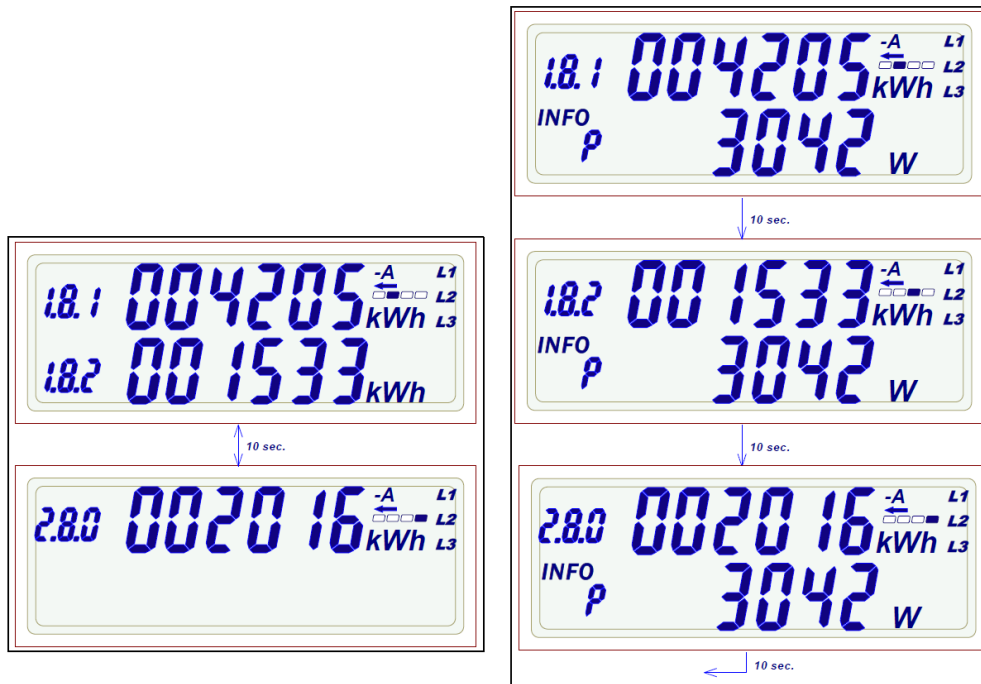 1.8.1 004205 kWh -A L1 L2 L3
1.8.2 001533 kWh
10 sec.
2.8.0 002016 kWh -A L1 L2 L3
1.8.1 004205 kWh -A L1 L2 L3
INFO P 3042 W
10 sec.
1.8.2 001533 kWh -A L1 L2 L3
INFO P 3042 W
10 sec.
2.8.0 002016 kWh -A L1 L2 L3
INFO P 3042 W
10 sec.